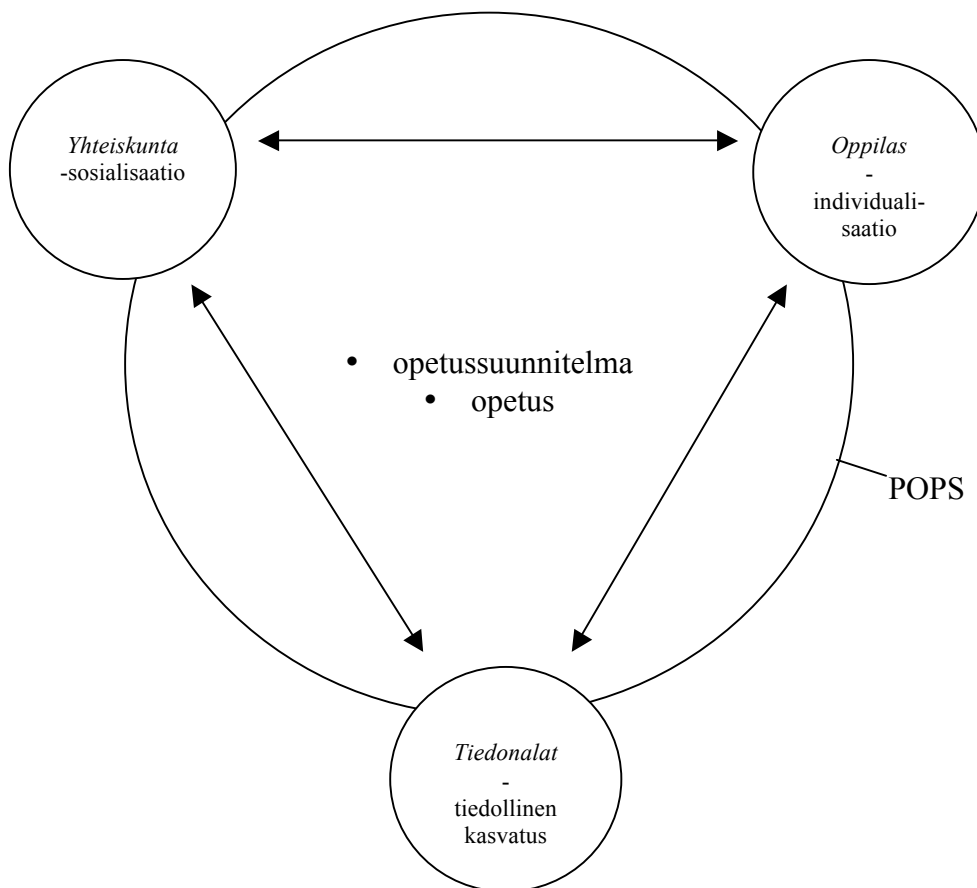 Yhteiskunta
-sosialisaatio
Oppilas
-
individuali-
saatio
• opetussuunnitelma
• opetus
POPS
Tiedonalat
-
tiedollinen
kasvatus